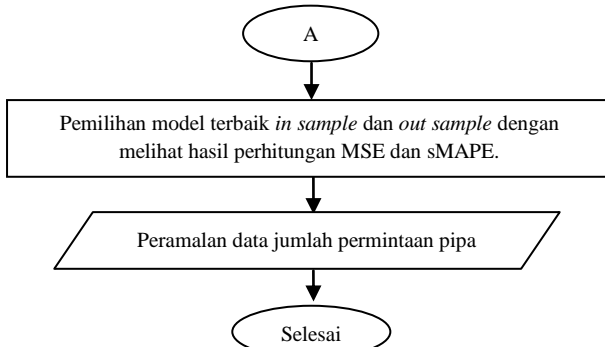 A
Pemilihan model terbaik in sample dan out sample dengan
melihat hasil perhitungan MSE dan sMAPE.
Peramalan data jumlah permintaan pipa
Selesai